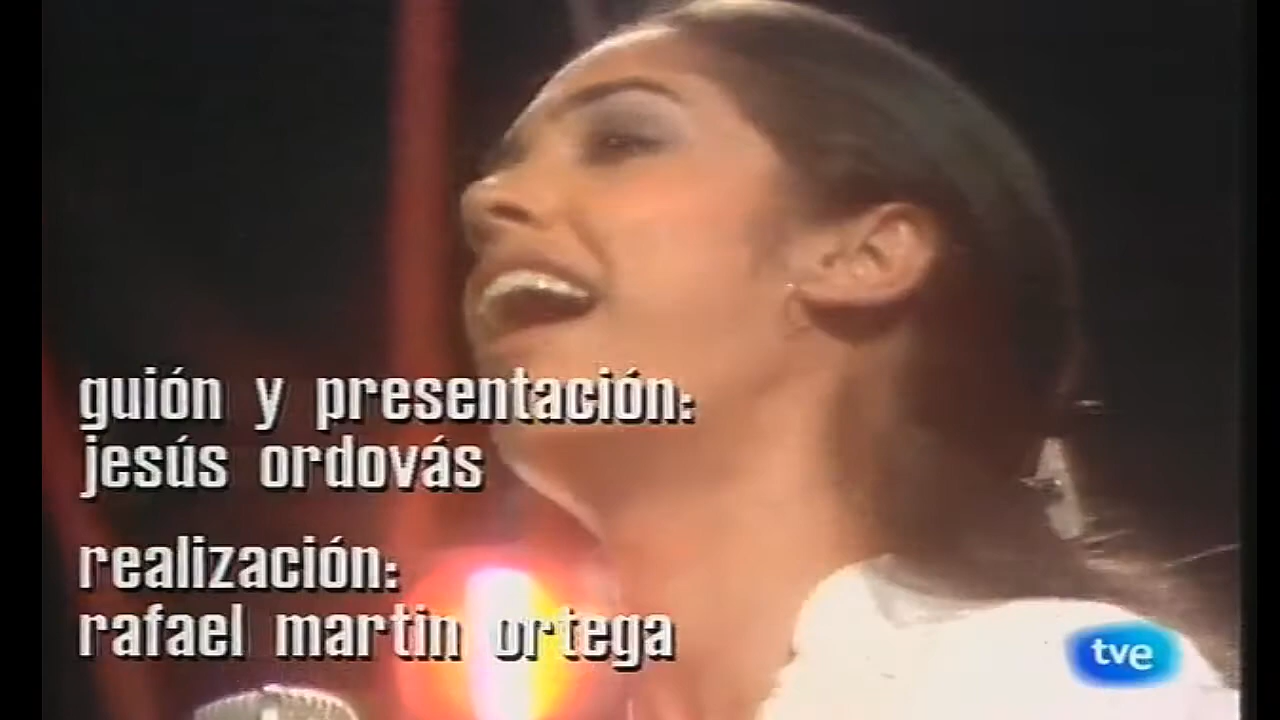 guión y presentación:
jesús ordovás
realización:
rafael martin ortega
tve